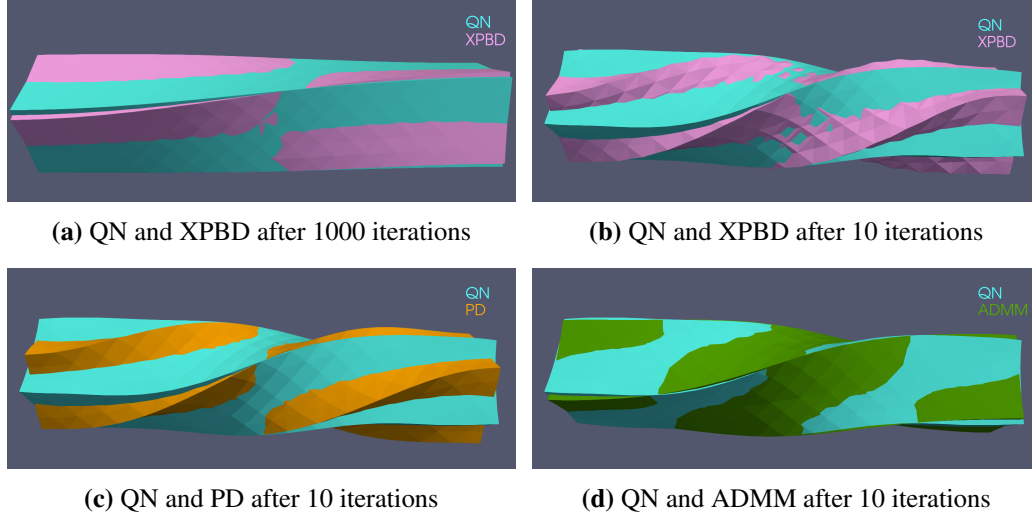 QN
XPBD
QN
XPBD
(a) QN and XPBD after 1000 iterations
(b) QN and XPBD after 10 iterations
QN
PD
QN
ADMM
(c) QN and PD after 10 iterations
(d) QN and ADMM after 10 iterations